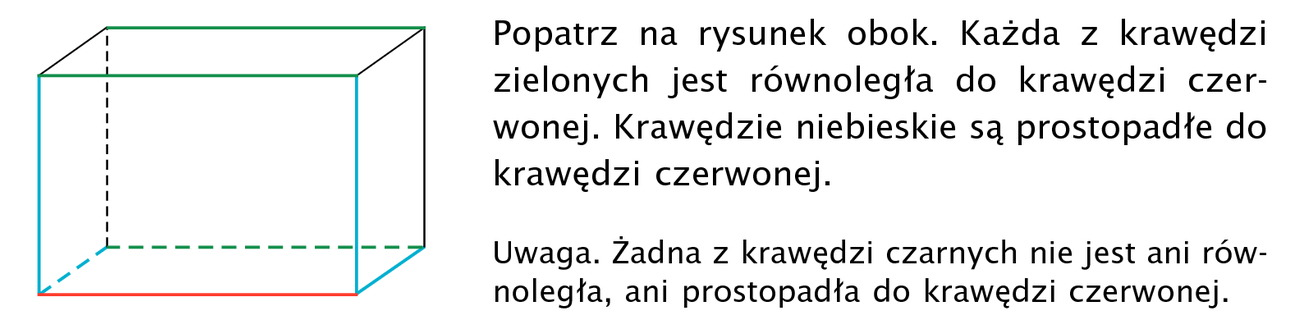 Popatrz na rysunek obok. Każda z krawędzi
zielonych jest równoległa do krawędzi czer-
wonej. Krawędzie niebieskie są prostopadłe do
krawędzi czerwonej.
Uwaga. Żadna z krawędzi czarnych nie jest ani rów-
noległa, ani prostopadła do krawędzi czerwonej.